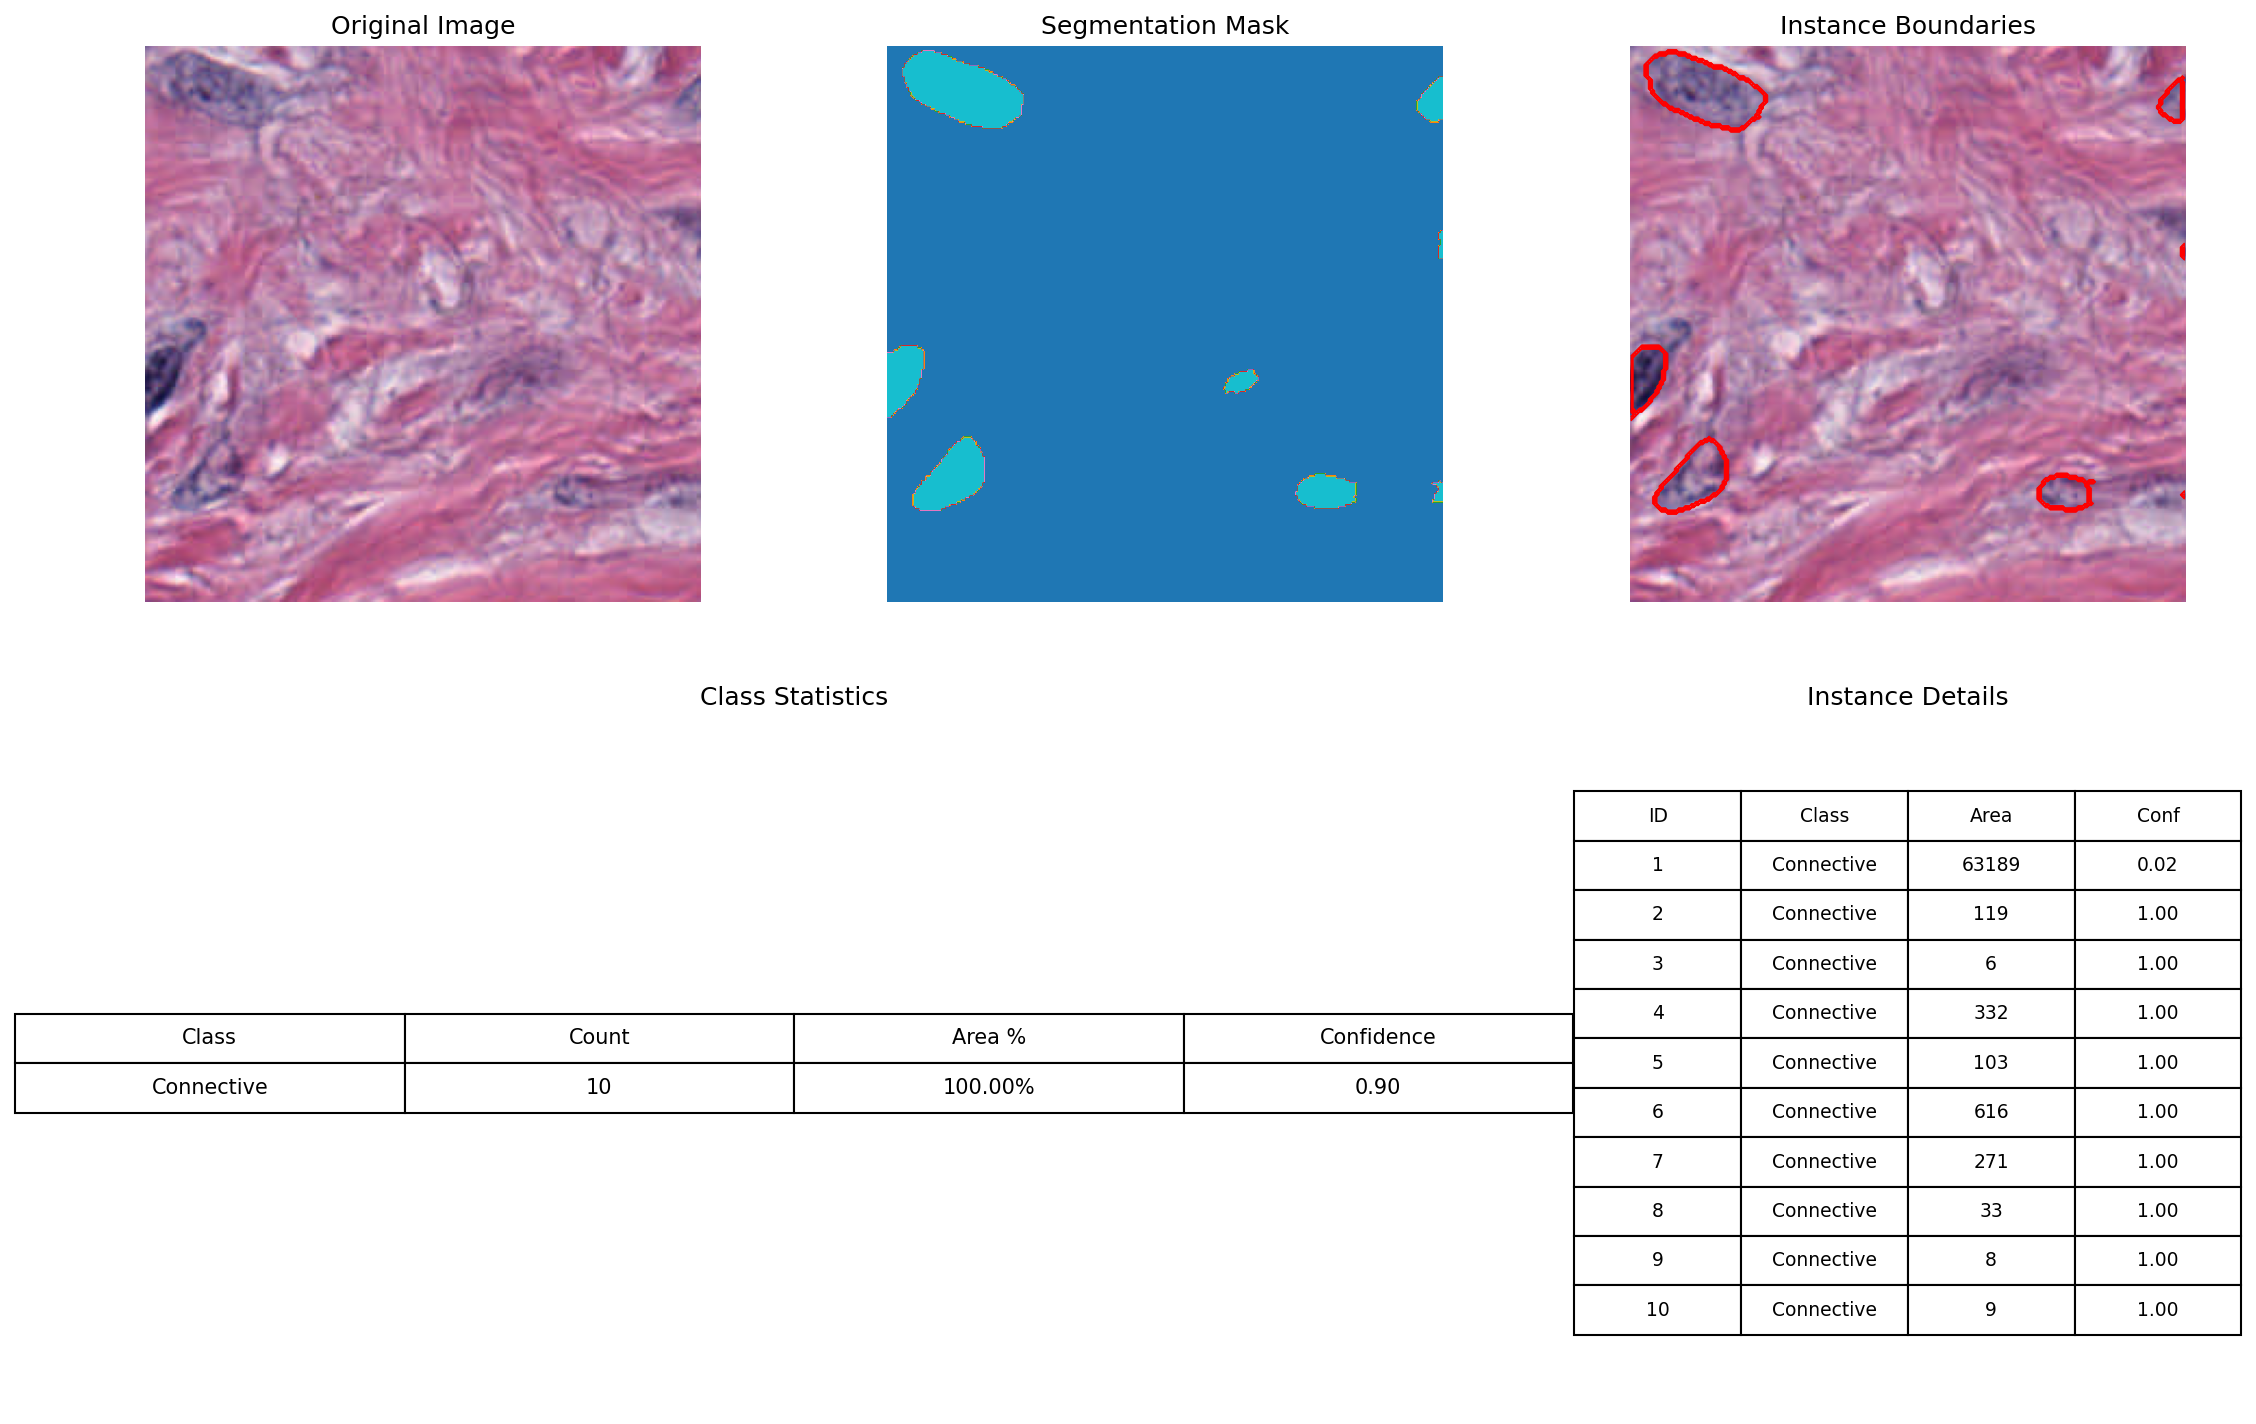 Original Image
Segmentation Mask
Instance Boundaries
Class Statistics
Class Count Area % Confidence
Connective 10 100.00% 0.90
Instance Details
ID Class Area Conf
1 Connective 63189 0.02
2 Connective 119 1.00
3 Connective 6 1.00
4 Connective 332 1.00
5 Connective 103 1.00
6 Connective 616 1.00
7 Connective 271 1.00
8 Connective 33 1.00
9 Connective 8 1.00
10 Connective 9 1.00